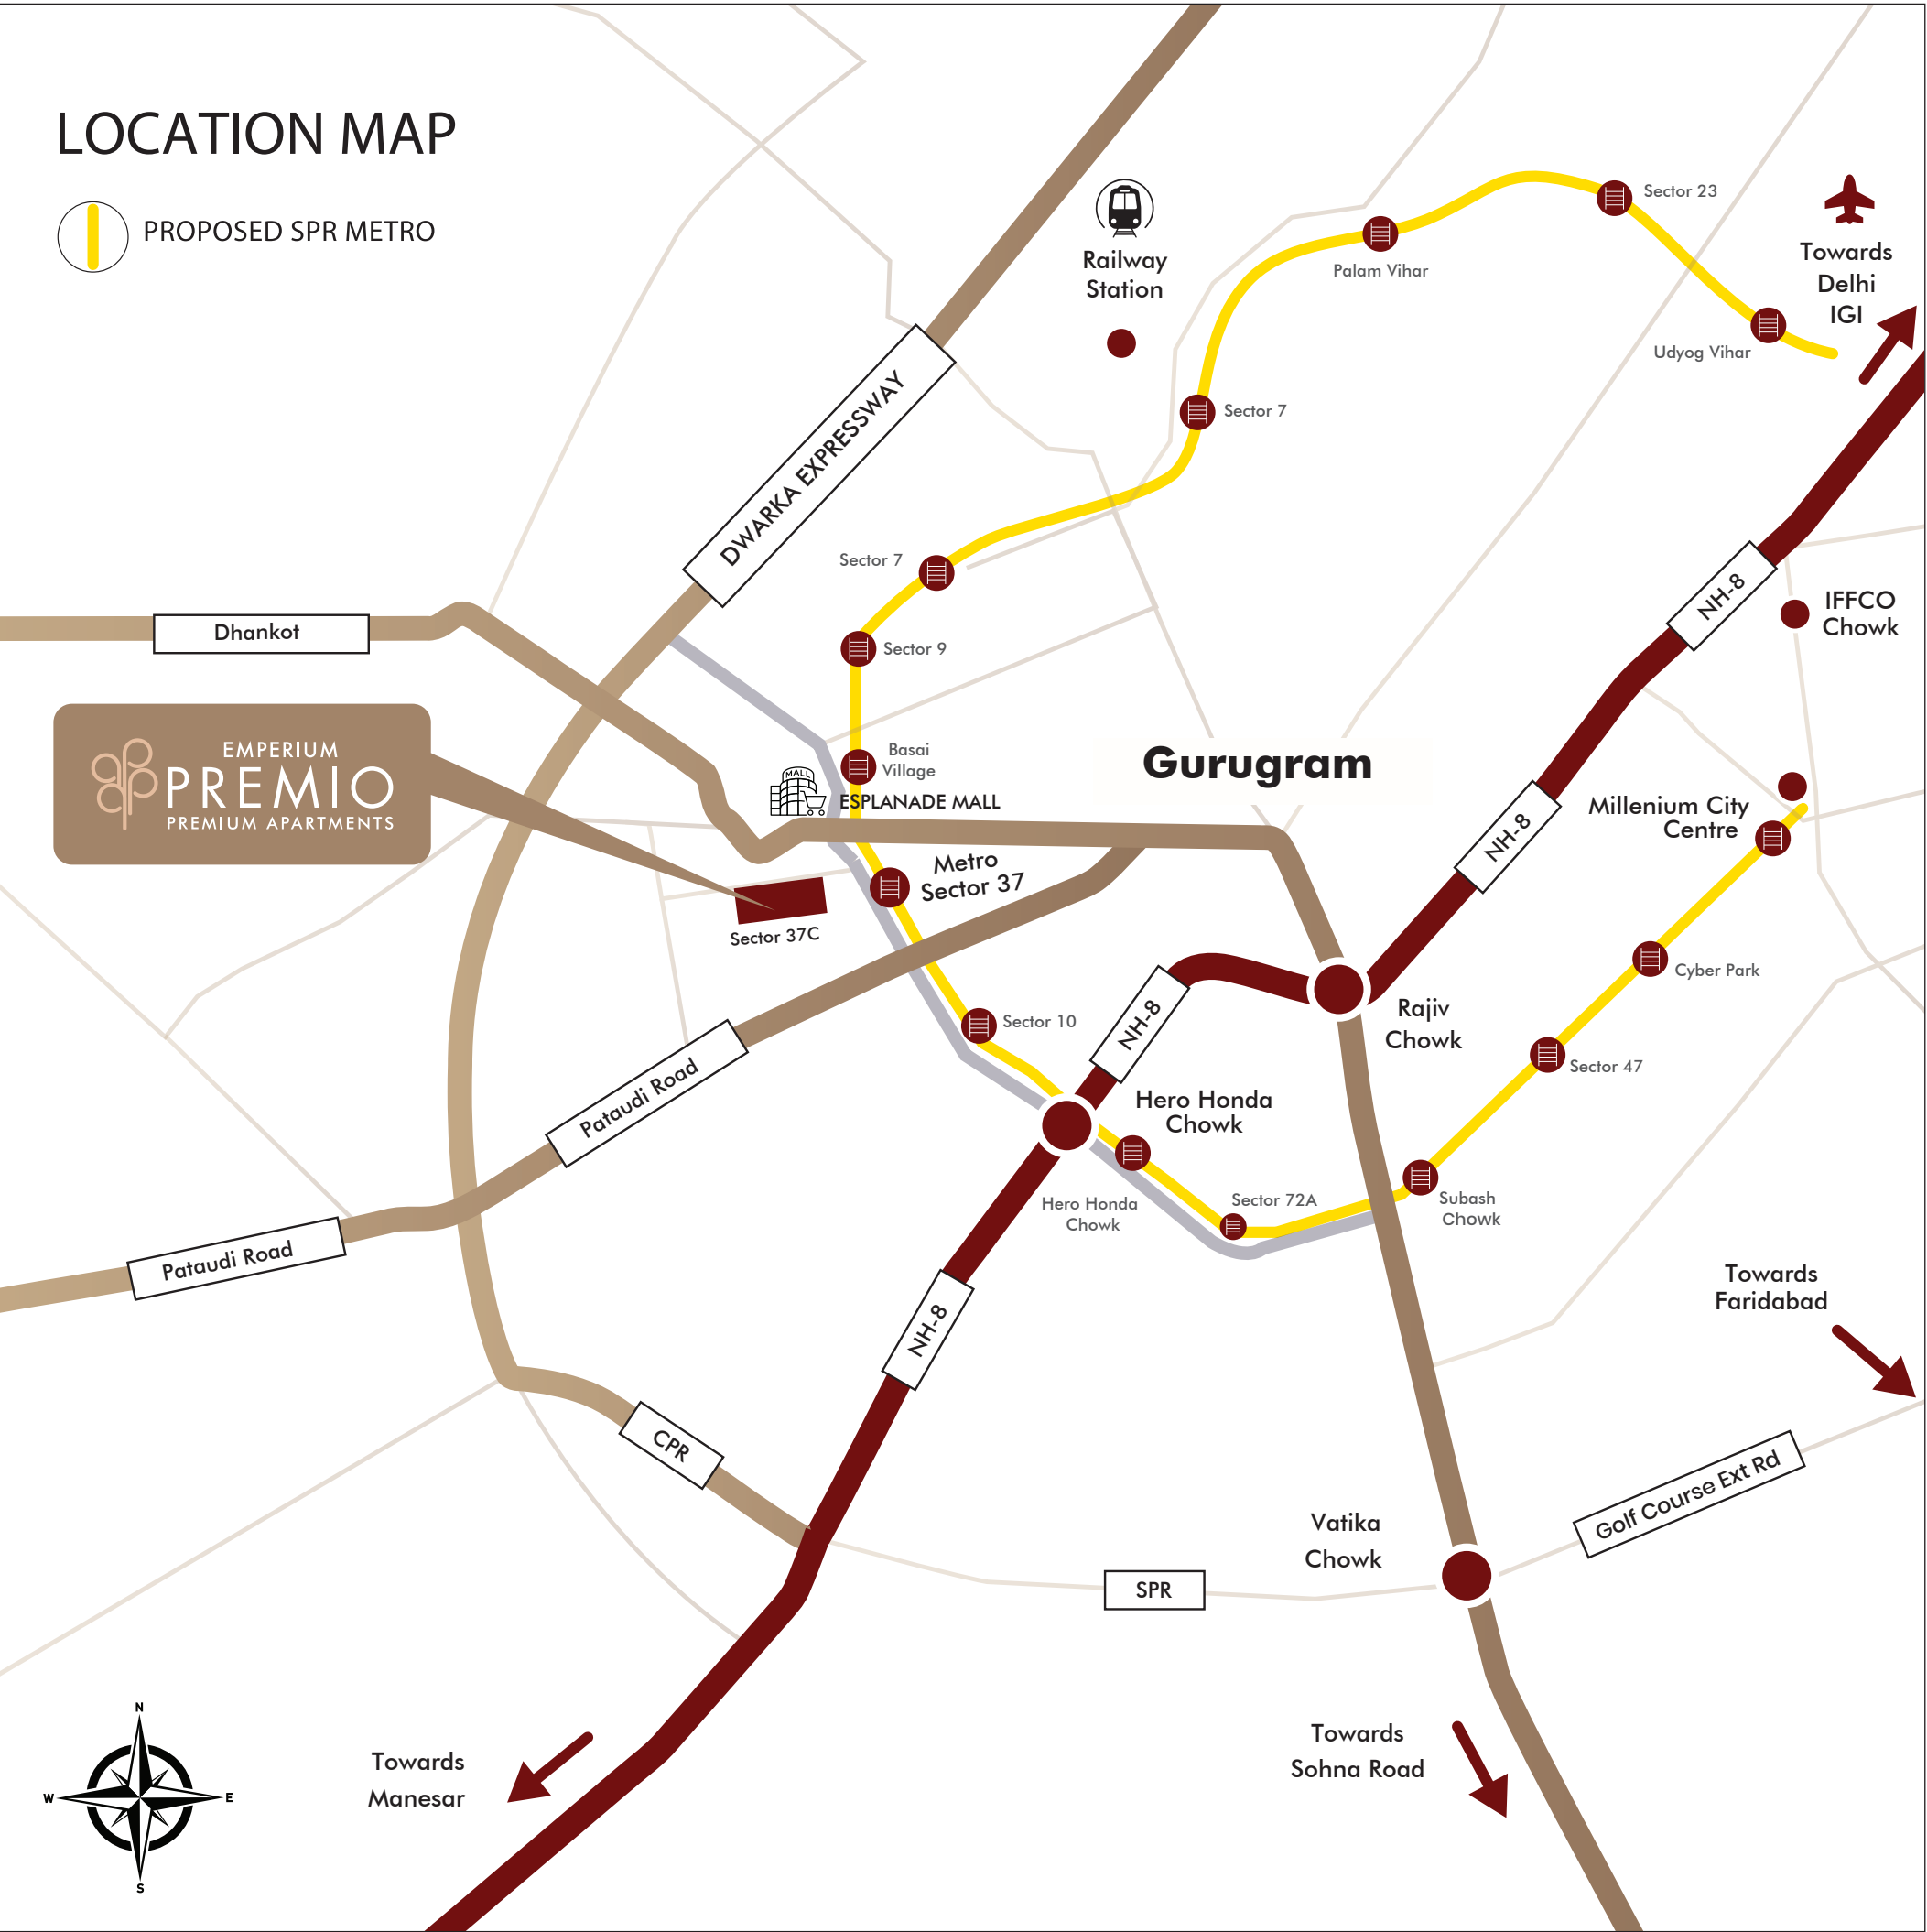 LOCATION MAP
PROPOSED SPR METRO
Railway
Station
Sector 23
Palam Vihar
Towards
Delhi
IGI
Udyog Vihar
Sector 7
DWARKA EXPRESSWAY
Sector 7
NH-8
IFFCO
Chowk
Dhankot
Sector 9
EMPERIUM
PREMIO
PREMIUM APARTMENTS
Basai
Village
MALL
ESPLANADE MALL
Gurugram
NH-8
Millenium City
Centre
Metro
Sector 37
Sector 37C
Cyber Park
Sector 10
NH-8
Rajiv
Chowk
Sector 47
Pataudi Road
Hero Honda
Chowk
Hero Honda
Chowk
Sector 72A
Subash
Chowk
Pataudi Road
NH-8
Towards
Faridabad
CPR
Golf Course Ext Rd
Vatika
Chowk
SPR
Towards
Manesar
Towards
Sohna Road
N
W
E
S